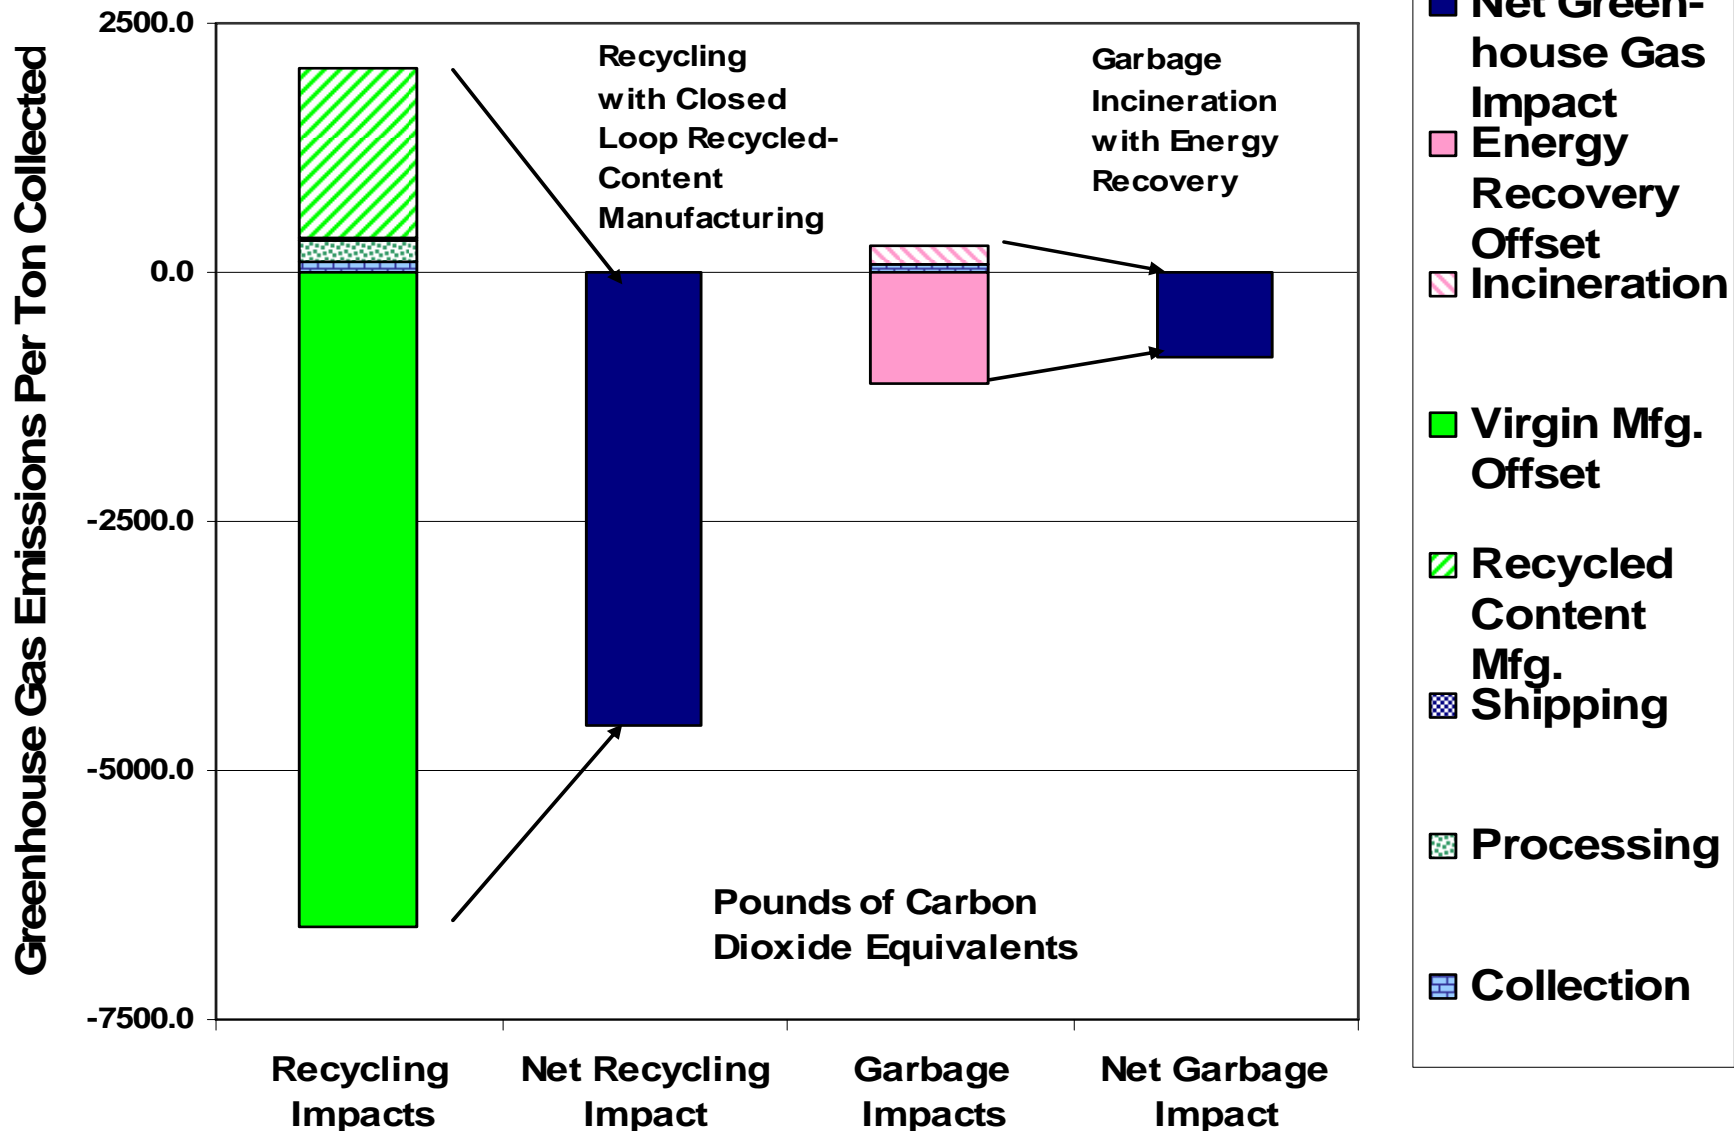 Greenhouse Gas Emissions Per Ton Collected
2500.0
0.0
-2500.0
-5000.0
-7500.0
Recycling
with Closed
Loop Recycled-
Content
Manufacturing
Garbage
Incineration
with Energy
Recovery
Pounds of Carbon
Dioxide Equivalents
Recycling
Impacts
Net Recycling
Impact
Garbage
Impacts
Net Garbage
Impact
Net Green-
house Gas
Impact
Energy
Recovery
Offset
Incineration
Virgin Mfg.
Offset
Recycled
Content
Mfg.
Shipping
Processing
Collection